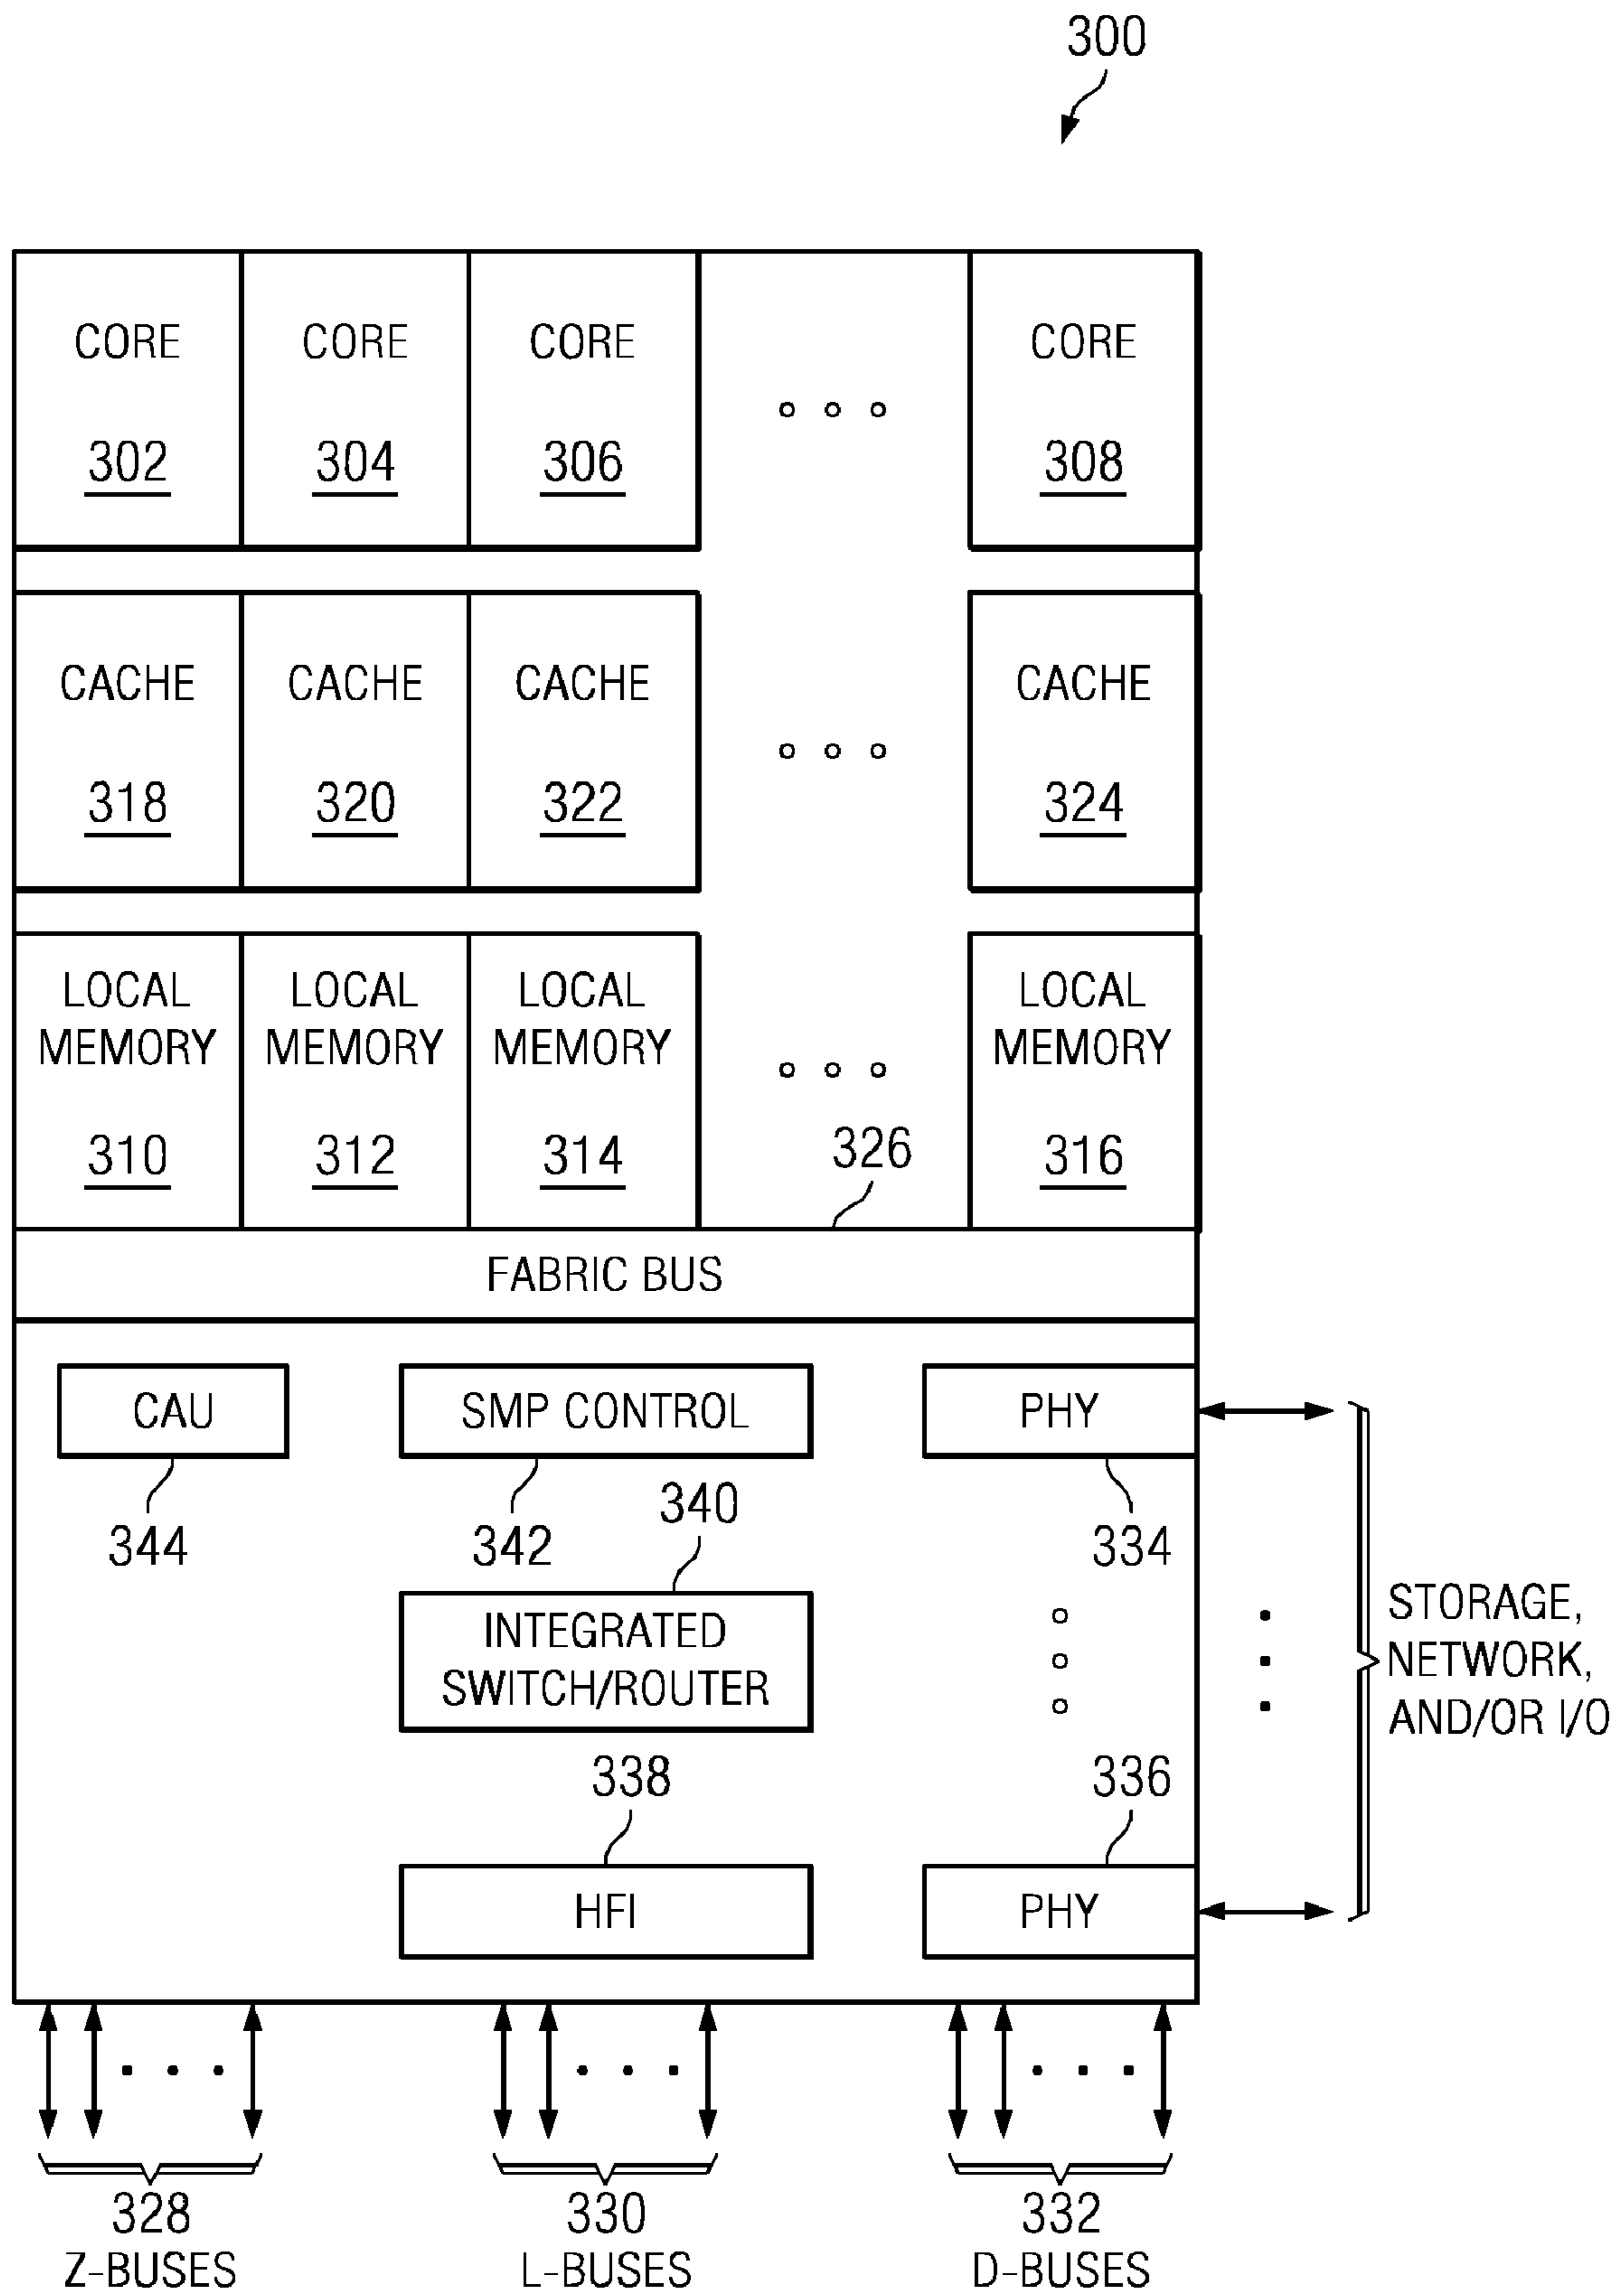 300
CORE CORE CORE CORE
302 304 306 308
CACHE CACHE CACHE CACHE
318 320 322 324
LOCAL LOCAL LOCAL LOCAL
MEMORY MEMORY MEMORY MEMORY
310 312 314 326 316
FABRIC BUS
CAU SMP CONTROL PHY
344 342 340 334
INTEGRATED
SWITCH/ROUTER
STORAGE,
NETWORK,
AND/OR I/O
338 336
HFI PHY
328 330 332
Z-BUSES L-BUSES D-BUSES